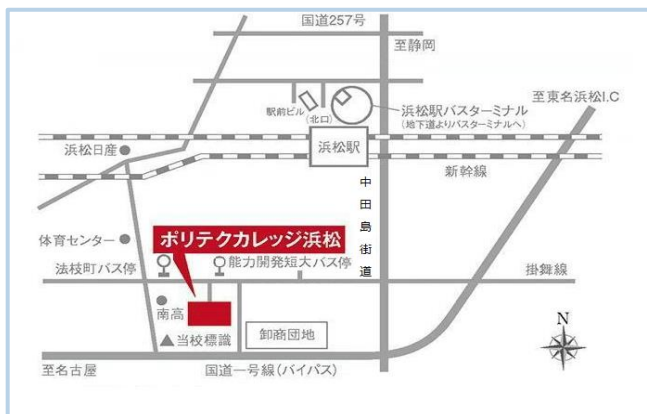 国道257号
至静岡
至東名浜松I.C
駅前ビル
(北口)
浜松駅バスターミナル
(地下道よりバスターミナルへ)
浜松日産
浜松駅
新幹線
中田島街道
体育センター
ポリテクカレッジ浜松
法枝町バス停
能力開発短大バス停
掛舞線
南高
当校標識
卸商団地
N
至名古屋
国道一号線(バイパス)